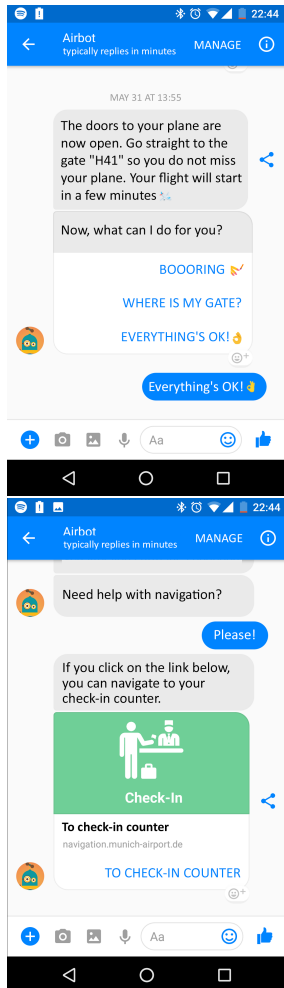 22:44
Airbot
typically replies in minutes
MANAGE
MAY 31 AT 13:55
The doors to your plane are
now open. Go straight to the
gate "H41" so you do not miss
your plane. Your flight will start
in a few minutes
Now, what can I do for you?
BOOORING
WHERE IS MY GATE?
EVERYTHING'S OK!👌
Everything's OK!👌
Aa
22:44
Airbot
typically replies in minutes
MANAGE
Need help with navigation?
Please!
If you click on the link below,
you can navigate to your
check-in counter.
Check-In
To check-in counter
navigation.munich-airport.de
TO CHECK-IN COUNTER
Aa